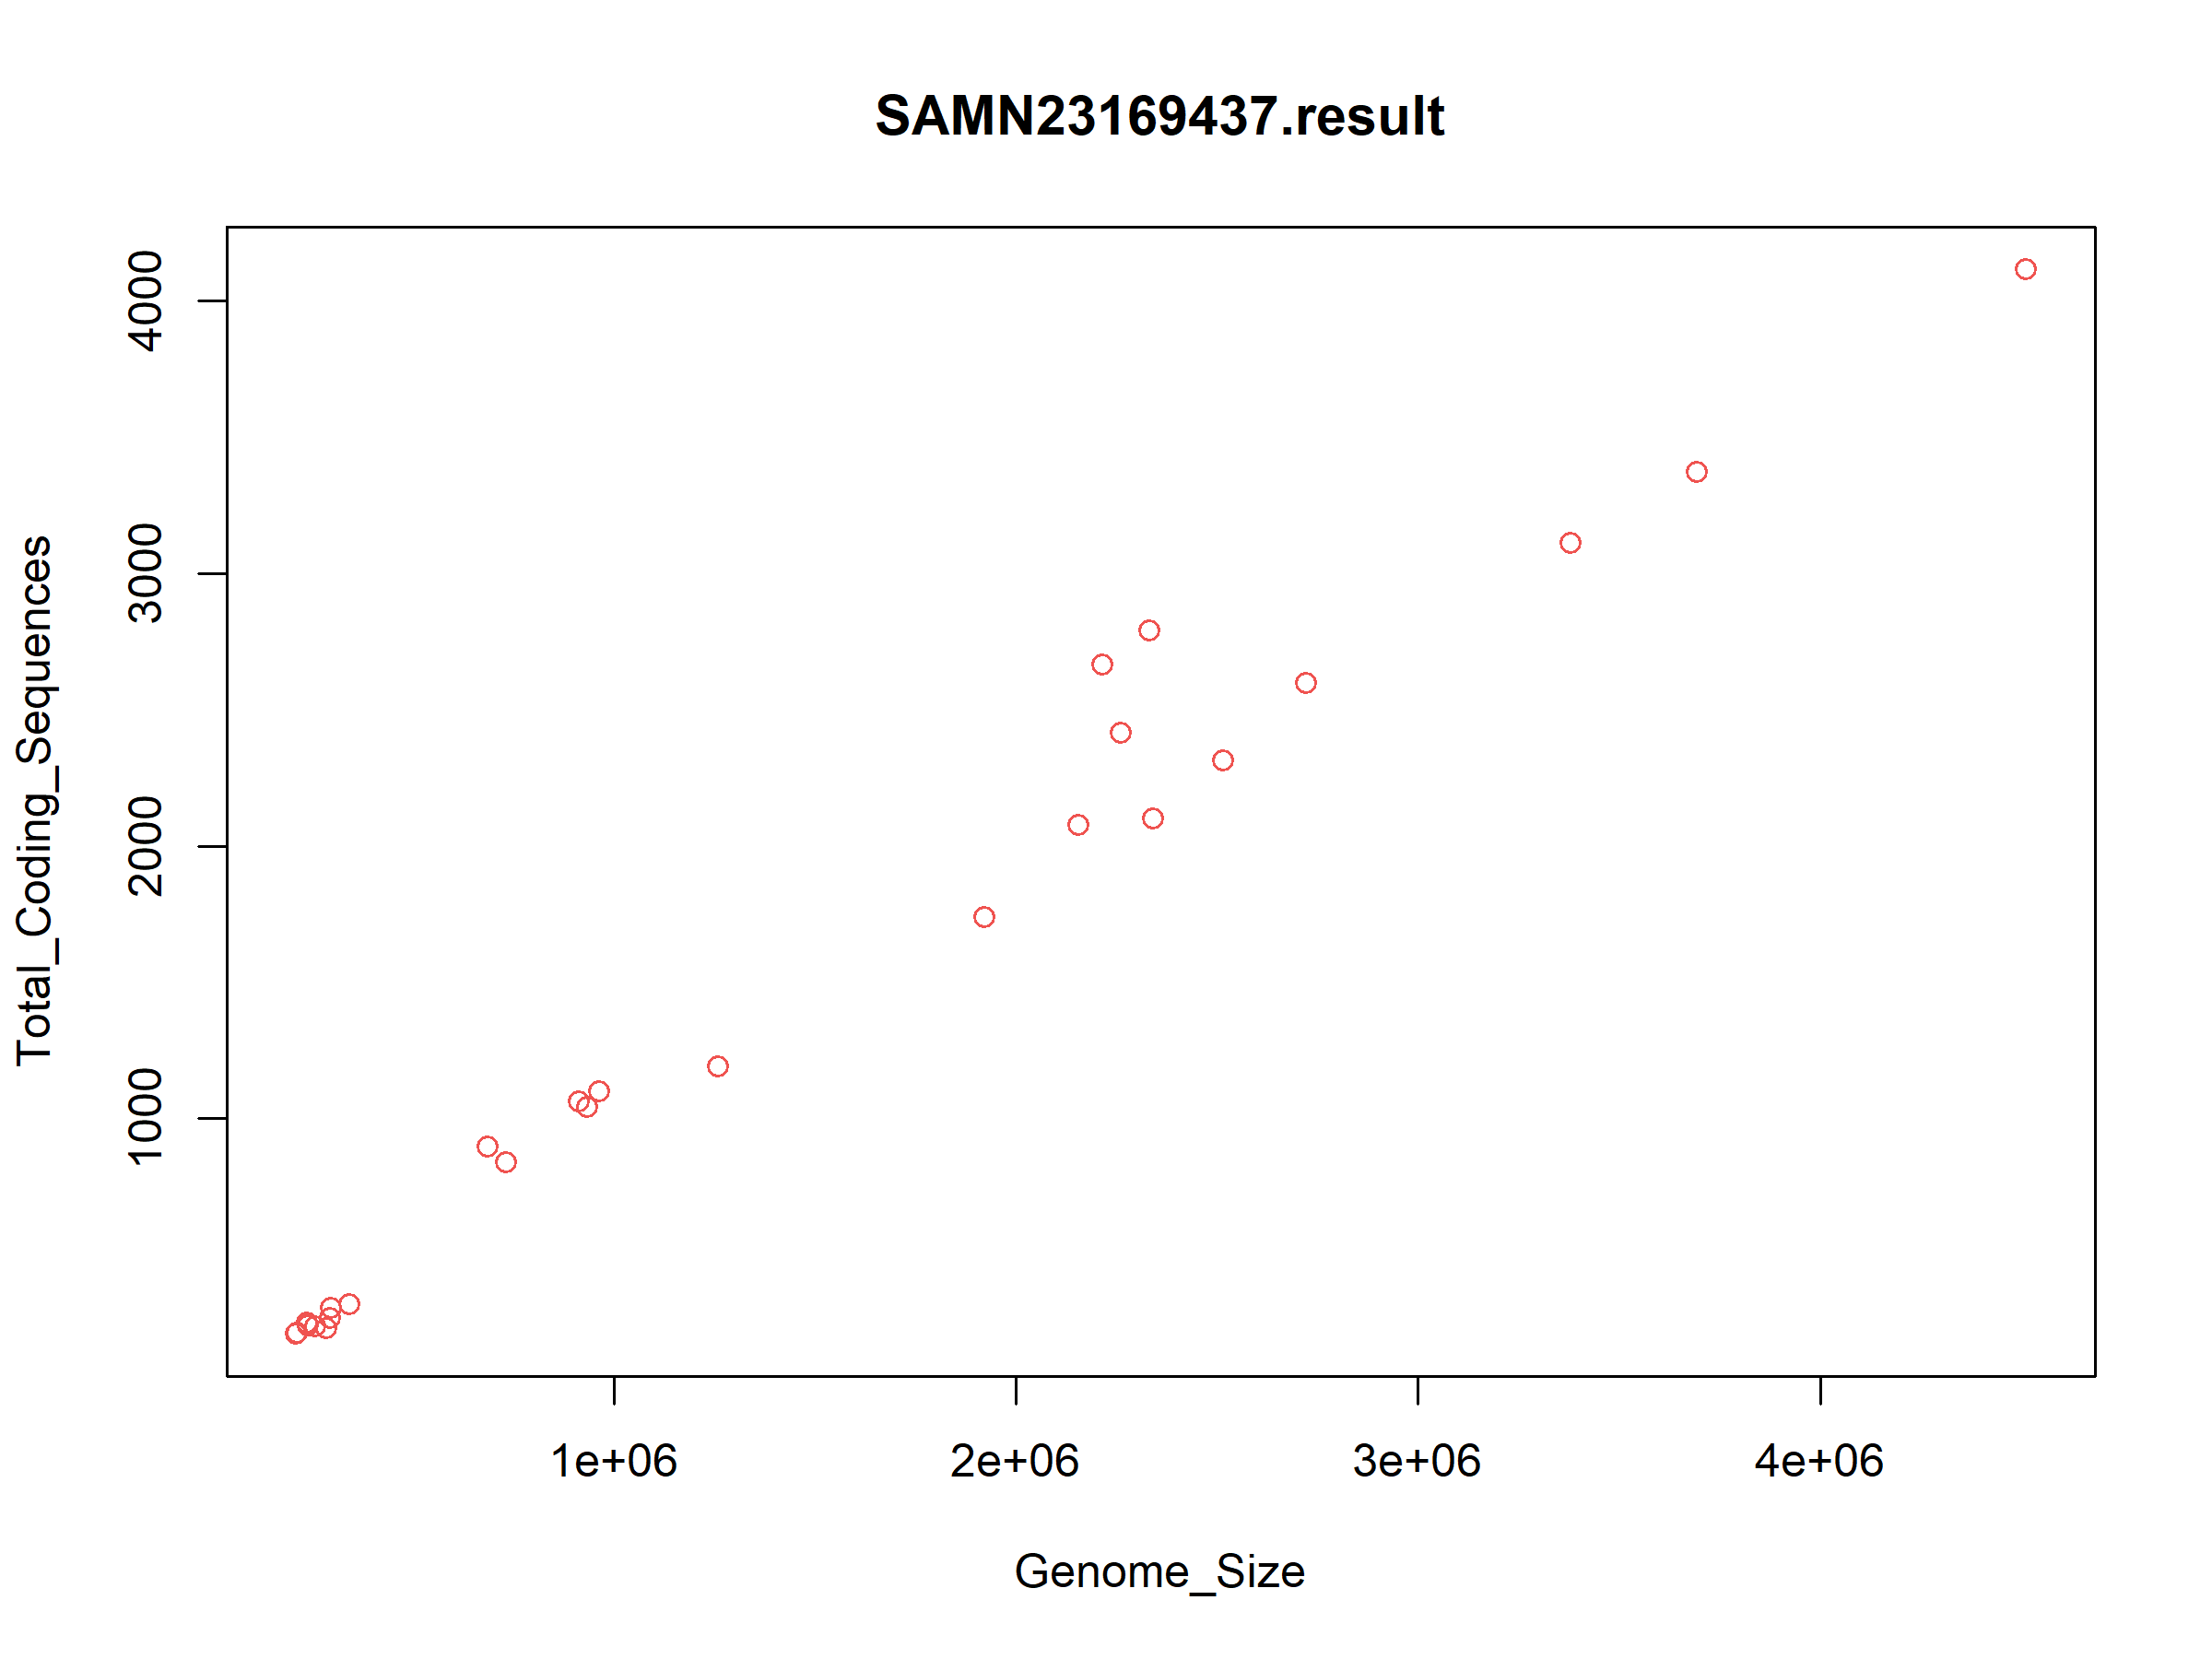 SAMN23169437.result
Total_Coding_Sequences
4000
3000
2000
1000
1e+06
2e+06
3e+06
4e+06
Genome_Size